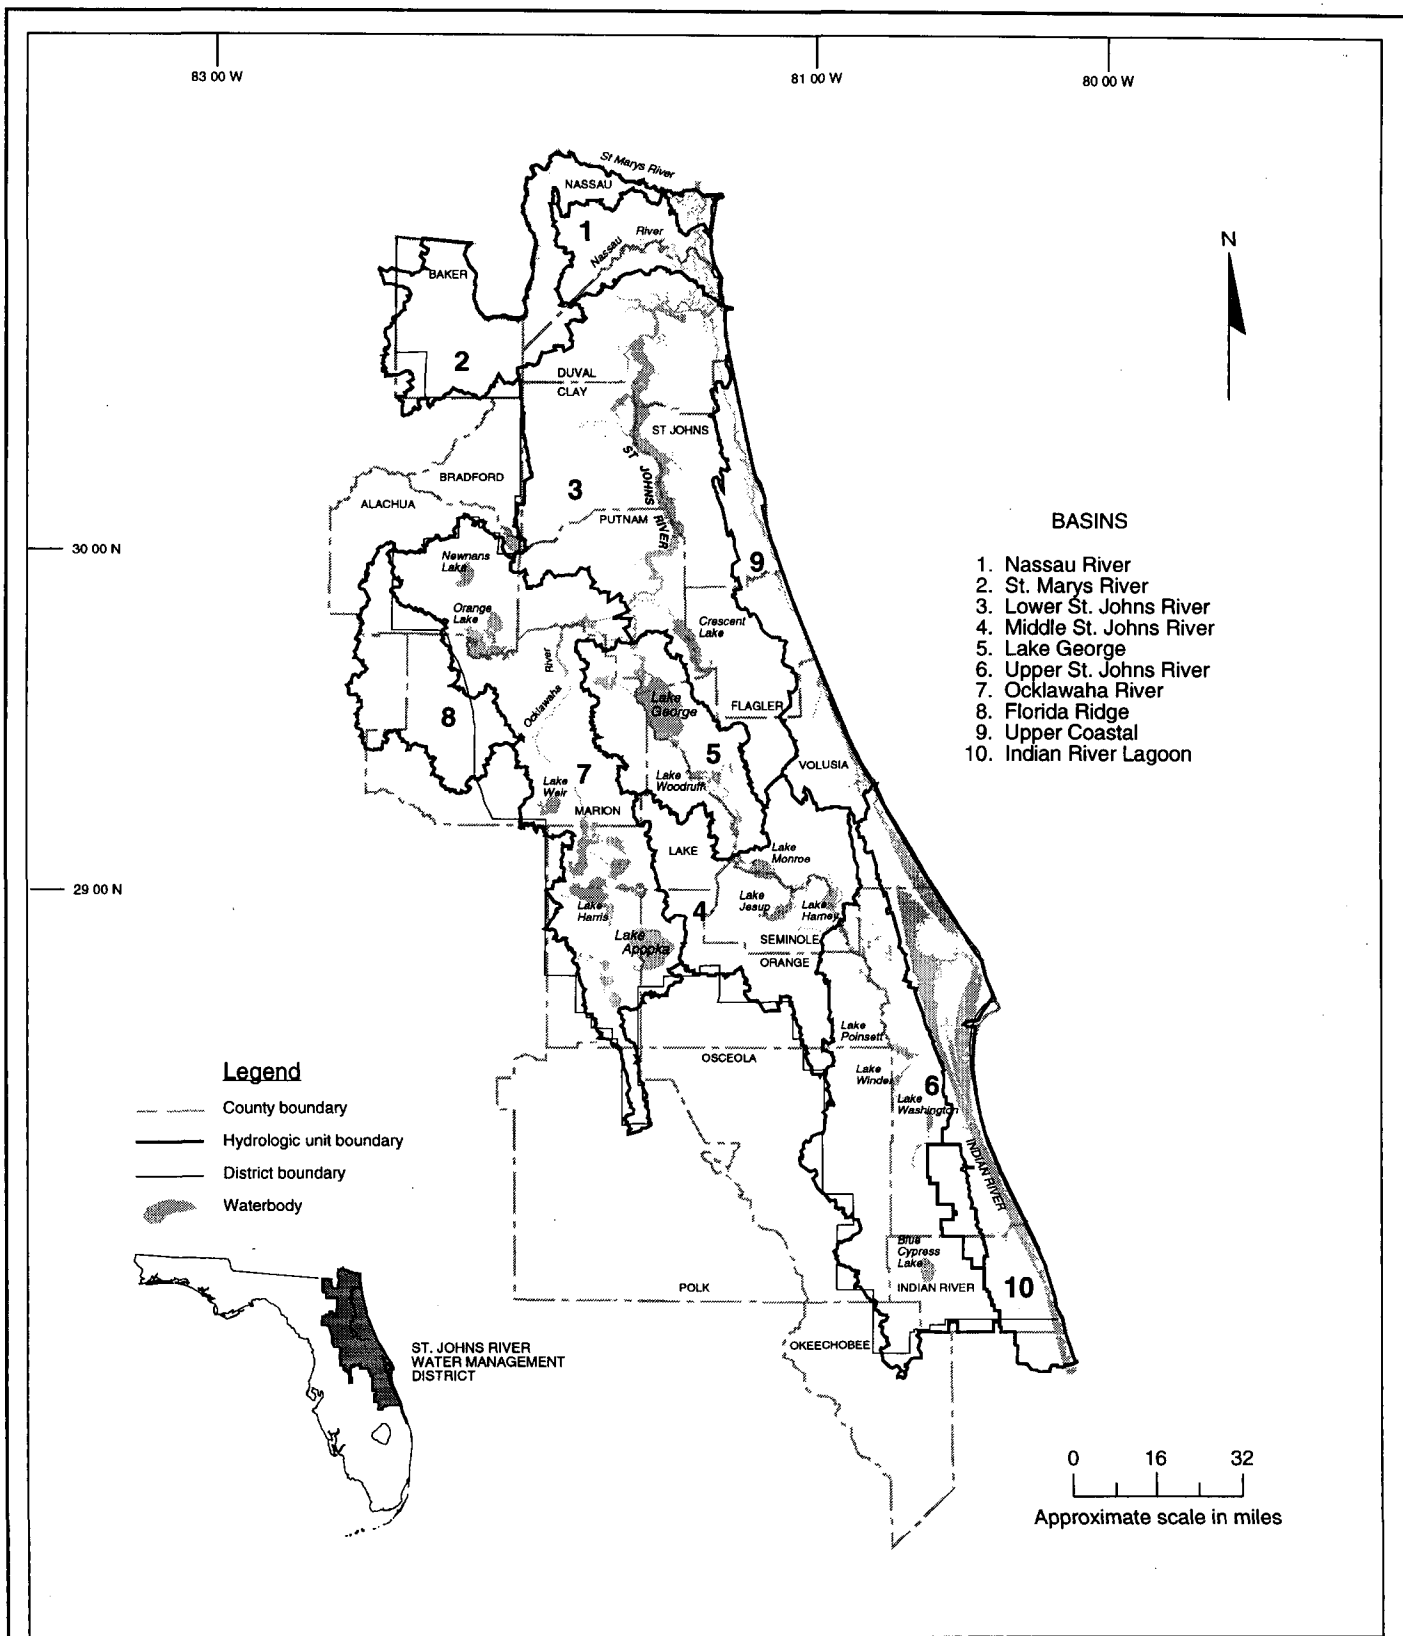 83 00 W
81 00 W
80 00 W
St Marys River
NASSAU
1
River
Nassau
N
BAKER
2
DUVAL
CLAY
ST JOHNS
ST JOHNS RIVER
BRADFORD
3
ALACHUA
PUTNAM
BASINS
30 00 N
Newnans
Lake
9
1. Nassau River
2. St. Marys River
3. Lower St. Johns River
4. Middle St. Johns River
5. Lake George
6. Upper St. Johns River
7. Ocklawaha River
8. Florida Ridge
9. Upper Coastal
10. Indian River Lagoon
Orange
Lake
Crescent
Lake
River
Ocklawaha
Lake
George
FLAGLER
8
5
VOLUSIA
7
Lake
Weir
Lake
Woodruff
MARION
LAKE
Lake
Monroe
29 00 N
Lake
Harris
4
Lake
Jesup
Lake
Harney
Lake
Apopka
SEMINOLE
ORANGE
Lake
Poinsett
OSCEOLA
Lake
Winder
6
Lake
Washington
Legend
County boundary
Hydrologic unit boundary
District boundary
Waterbody
INDIAN RIVER
Blue
Cypress
Lake
INDIAN RIVER
10
POLK
OKEECHOBEE
ST. JOHNS RIVER
WATER MANAGEMENT
DISTRICT
0 16 32
Approximate scale in miles